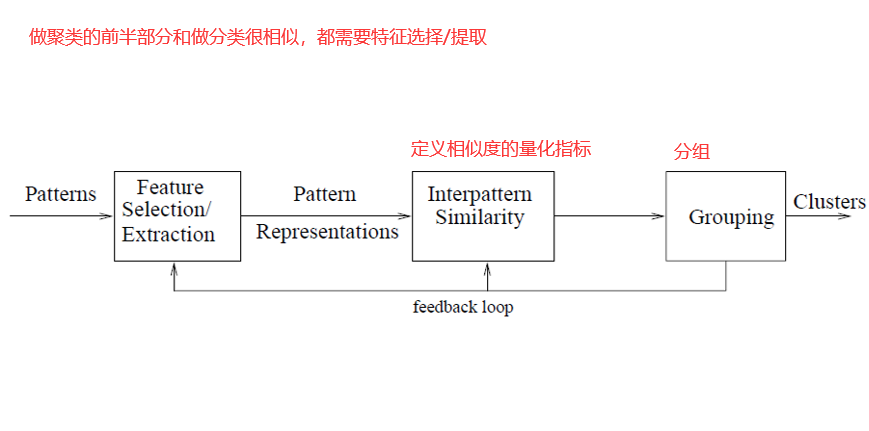 做聚类的前半部分和做分类很相似，都需要特征选择/提取
定义相似度的量化指标
分组
Patterns
Feature
Selection/
Extraction
Pattern
Representations
Interpattern
Similarity
Grouping
Clusters
feedback loop